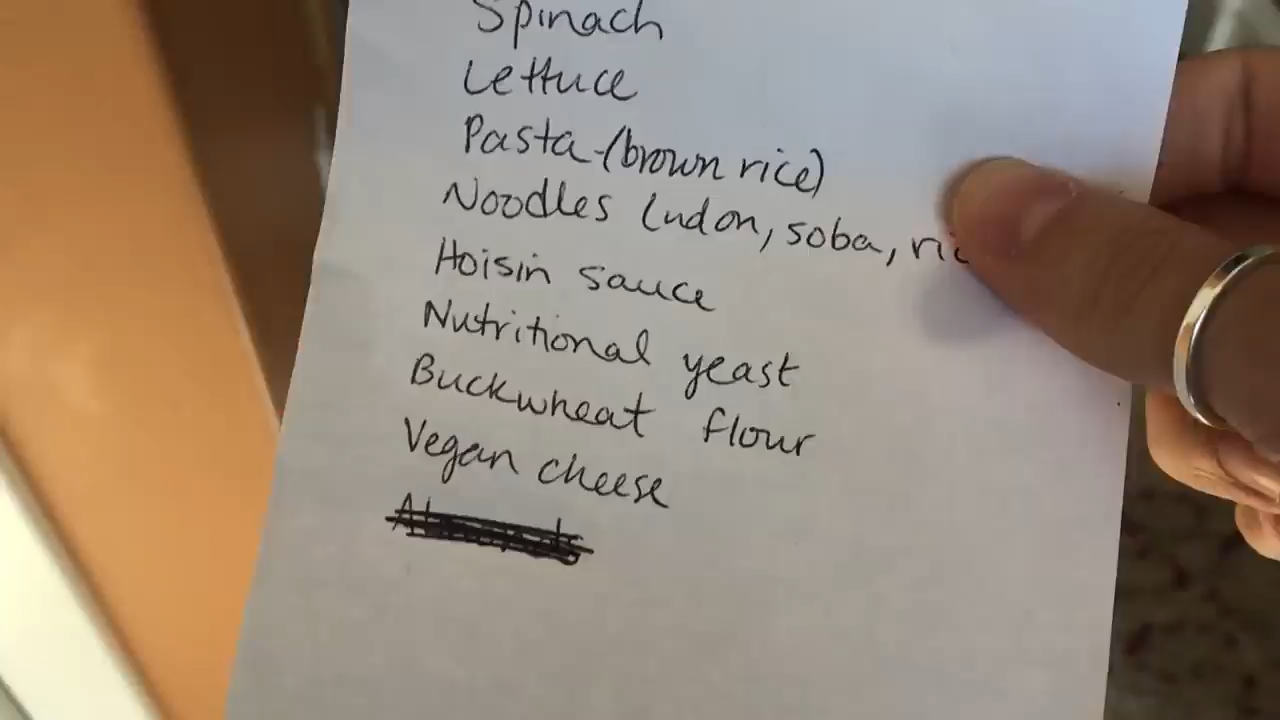 Spinach
Lettuce
Pasta-(brown rice)
Noodles (udon, soba,
Hoisin sauce
Nutritional yeast
Buckwheat flour
Vegan cheese